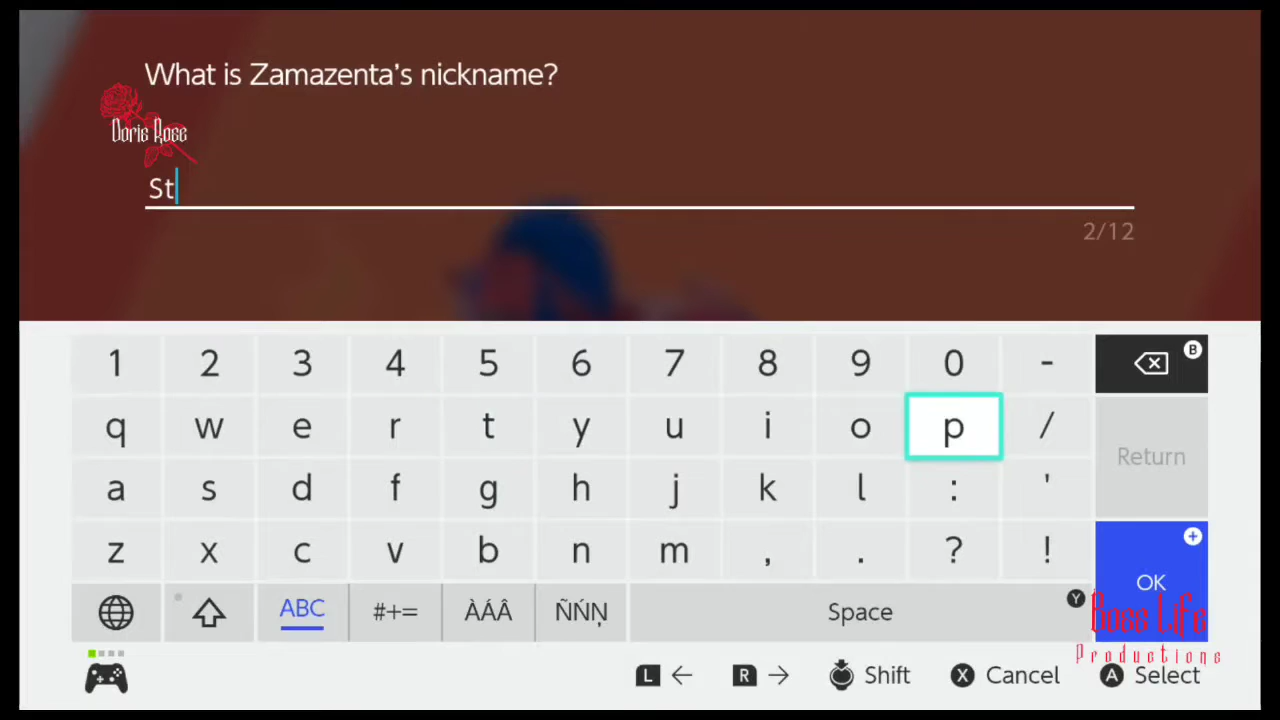 What is Zamazenta's nickname?
Doris Rose
St
2/12
1 2 3 4 5 6 7 8 9 0 -
q w e r t y u i o p /
Return
a s d f g h j k l : '
z x c v b n m , . ? !
OK
ABC #+= ÀÁÂ ÑŃŅ Space
Boss Life
Productions
L ← R → Shift X Cancel A Select
B
+
Y